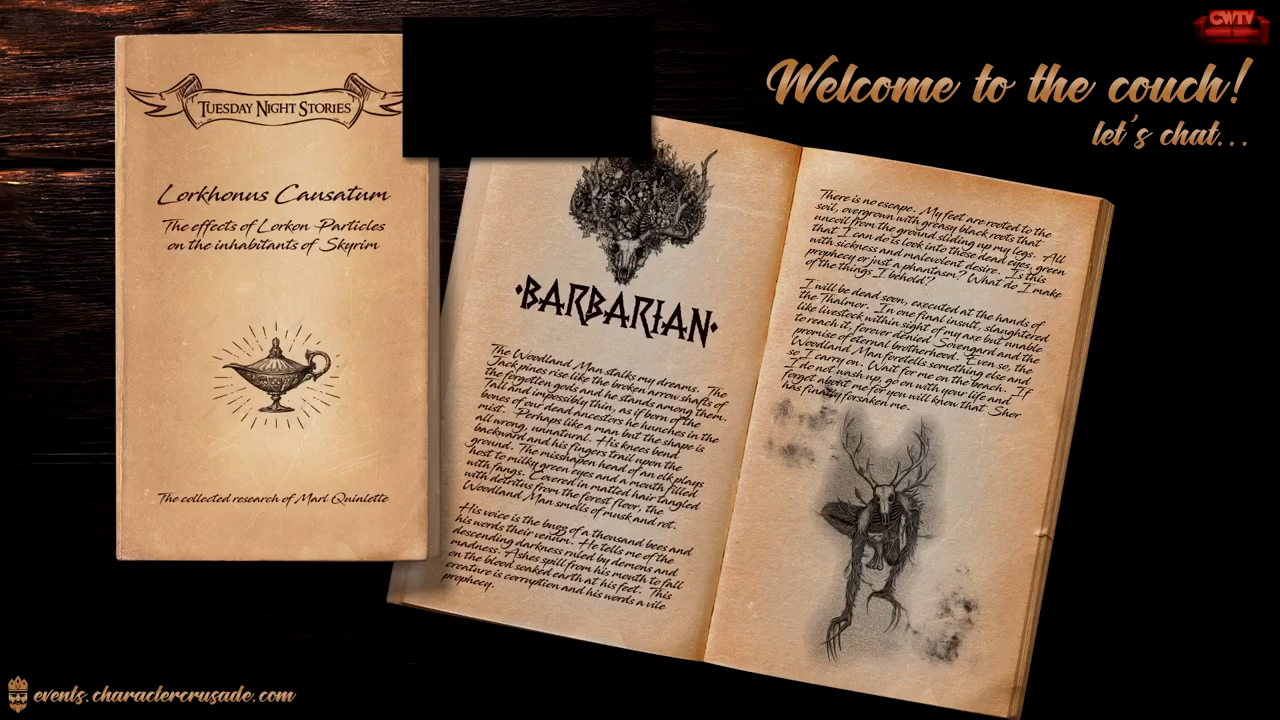 CWTV
Welcome to the couch!
let's chat...
TUESDAY NIGHT STORIES
Lorkhonus Causatum
The effects of Lorkon Particles
on the inhabitants of Skyrim
The collected research of Marl Quinlette
·BARBARIAN·
The Woodland Man stalks my dreams. The
Jack pines rise like the broken arrow shafts of
the forgotten gods and he stands among them.
Tall and impossibly thin, as if born of the
bones of our dead ancestors he hunches in the
mist. Perhaps like a man but the shape is
all wrong, unnatural. His knees bend
backward and his fingers trail upon the
ground. The misshapen head of an elk plays
host to milky green eyes and a mouth filled
with fangs. Covered in matted hair tangled
with detritus from the forest floor, the
Woodland Man smells of musk and rot.
His voice is the buzz of a thousand bees and
his words their venum. He tells me of the
descending darkness ruled by demons and
madness. Ashes spill from his mouth to fall
on the blood soaked earth at his feet. This
creature is corruption and his words a vile
prophecy.
There is no escape. My feet are rooted to the
soil, overgrown with greasy black roots that
uncoil from the ground sliding up my legs. All
that I can do is look into those dead eyes, green
with sickness and malevolent desire. Is this
prophecy or just a phantasm? What do I make
of the things I behold?
I will be dead soon, executed at the hands of
the Thalmor. In one final insult, slaughtered
like livestock within sight of my axe but unable
to reach it, forever denied Sovengard and the
promise of eternal brotherhood. Even so, the
Woodland Man foretells something else and
so I carry on. Wait for me on the beach. If
I do not wash up, go on with your life and
forget about me for you will know that Shor
has finally forsaken me.
events.charactercrusade.com